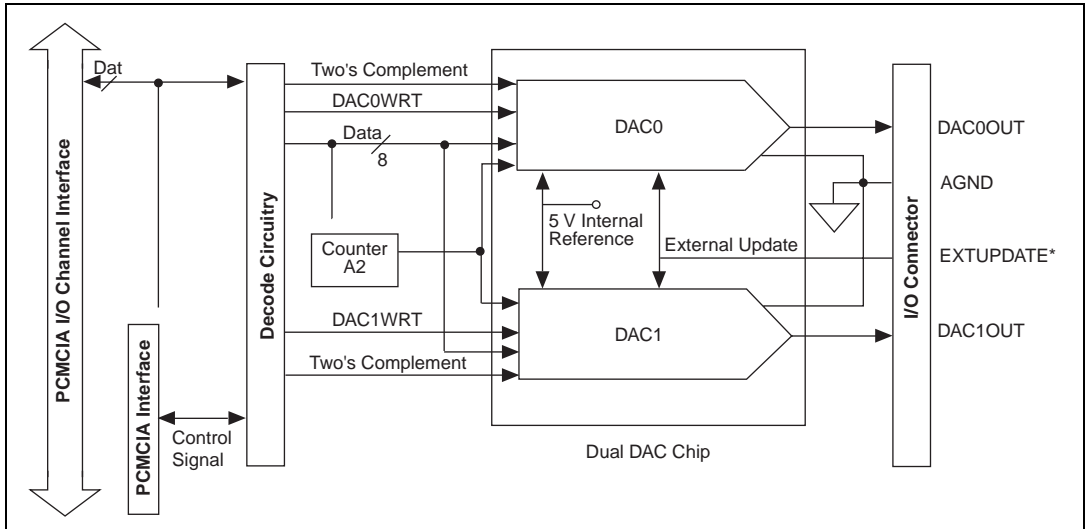 PCMCIA I/O Channel Interface
Dat
PCMCIA Interface
Control
Signal
Decode Circuitry
Two's Complement
DAC0WRT
Data
8
Counter
A2
DAC1WRT
Two's Complement
DAC0
5 V Internal
Reference
External Update
DAC1
Dual DAC Chip
I/O Connector
DAC0OUT
AGND
EXTUPDATE*
DAC1OUT